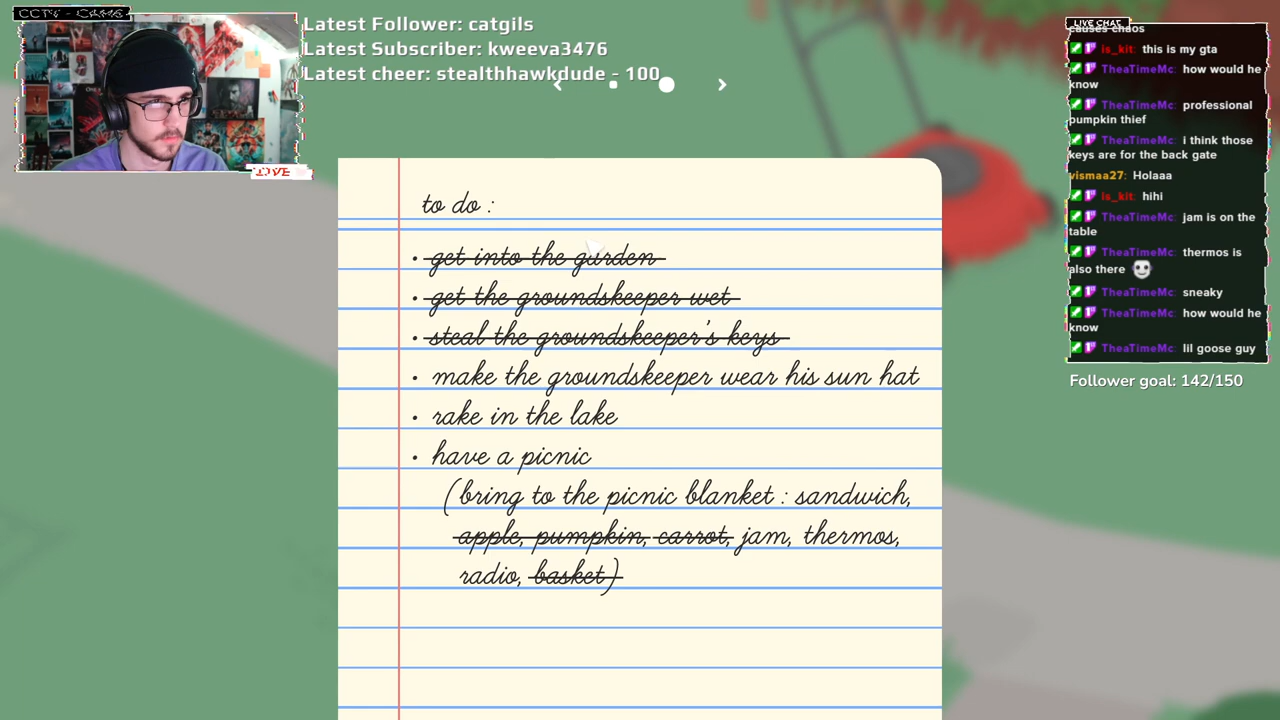 CCTV - CAM6
LIVE
Latest Follower: catgils
Latest Subscriber: kweeva3476
Latest cheer: stealthhawkdude - 100
to do :
• get into the garden
• get the groundskeeper wet
• steal the groundskeeper's keys
• make the groundskeeper wear his sun hat
• rake in the lake
• have a picnic
(bring to the picnic blanket : sandwich,
apple, pumpkin, carrot, jam, thermos,
radio, basket)
LIVE CHAT
causes chaos
is_kit: this is my gta
TheaTimeMc: how would he
know
TheaTimeMc: professional
pumpkin thief
TheaTimeMc: i think those
keys are for the back gate
vismaa27: Holaaa
is_kit: hihi
TheaTimeMc: jam is on the
table
TheaTimeMc: thermos is
also there
TheaTimeMc: sneaky
TheaTimeMc: how would he
know
TheaTimeMc: lil goose guy
Follower goal: 142/150